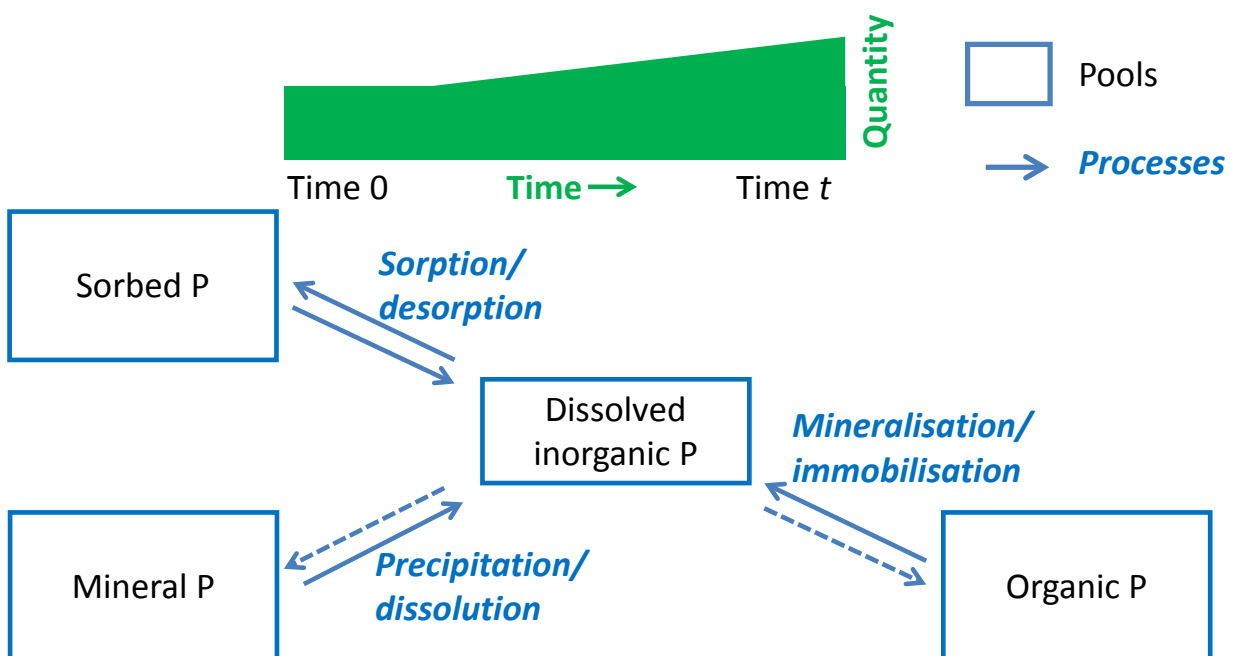 Quantity
Pools
Processes
Time 0
Time
Time t
Sorbed P
Sorption/
desorption
Dissolved
inorganic P
Mineralisation/
immobilisation
Mineral P
Precipitation/
dissolution
Organic P